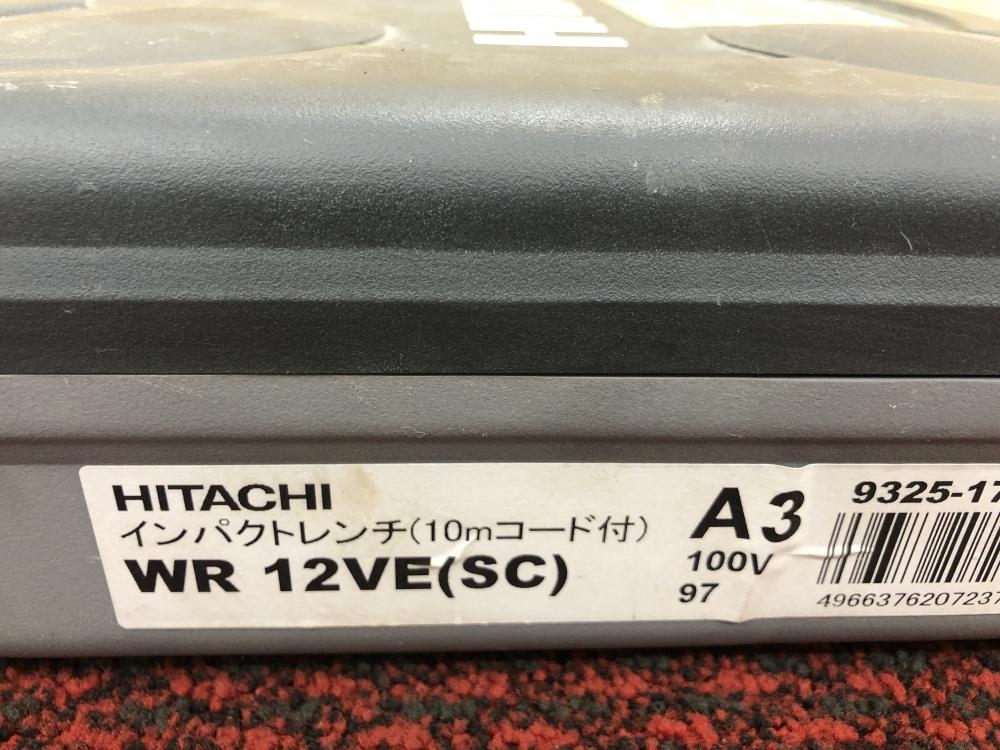 HITACHI
インパクトレンチ(10mコード付)
WR 12VE(SC)
A3
100V
97
9325-17
4966376207237